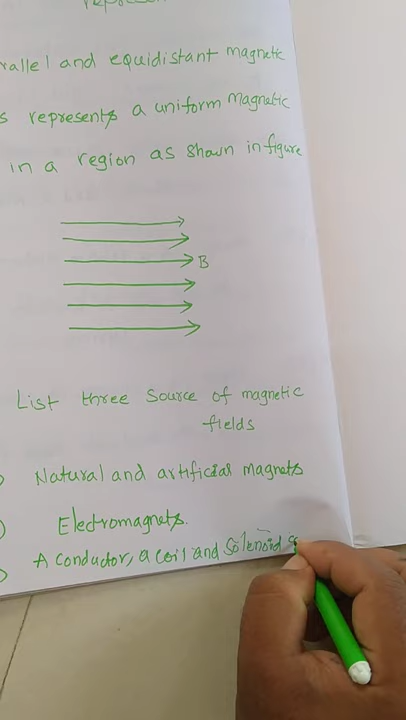 rallel and equidistant magnetic
s represents a uniform magnetic
in a region as shown in figure
B
List three source of magnetic
fields
Natural and artificial magnets
Electromagnets.
A conductor, a coil and solenoid